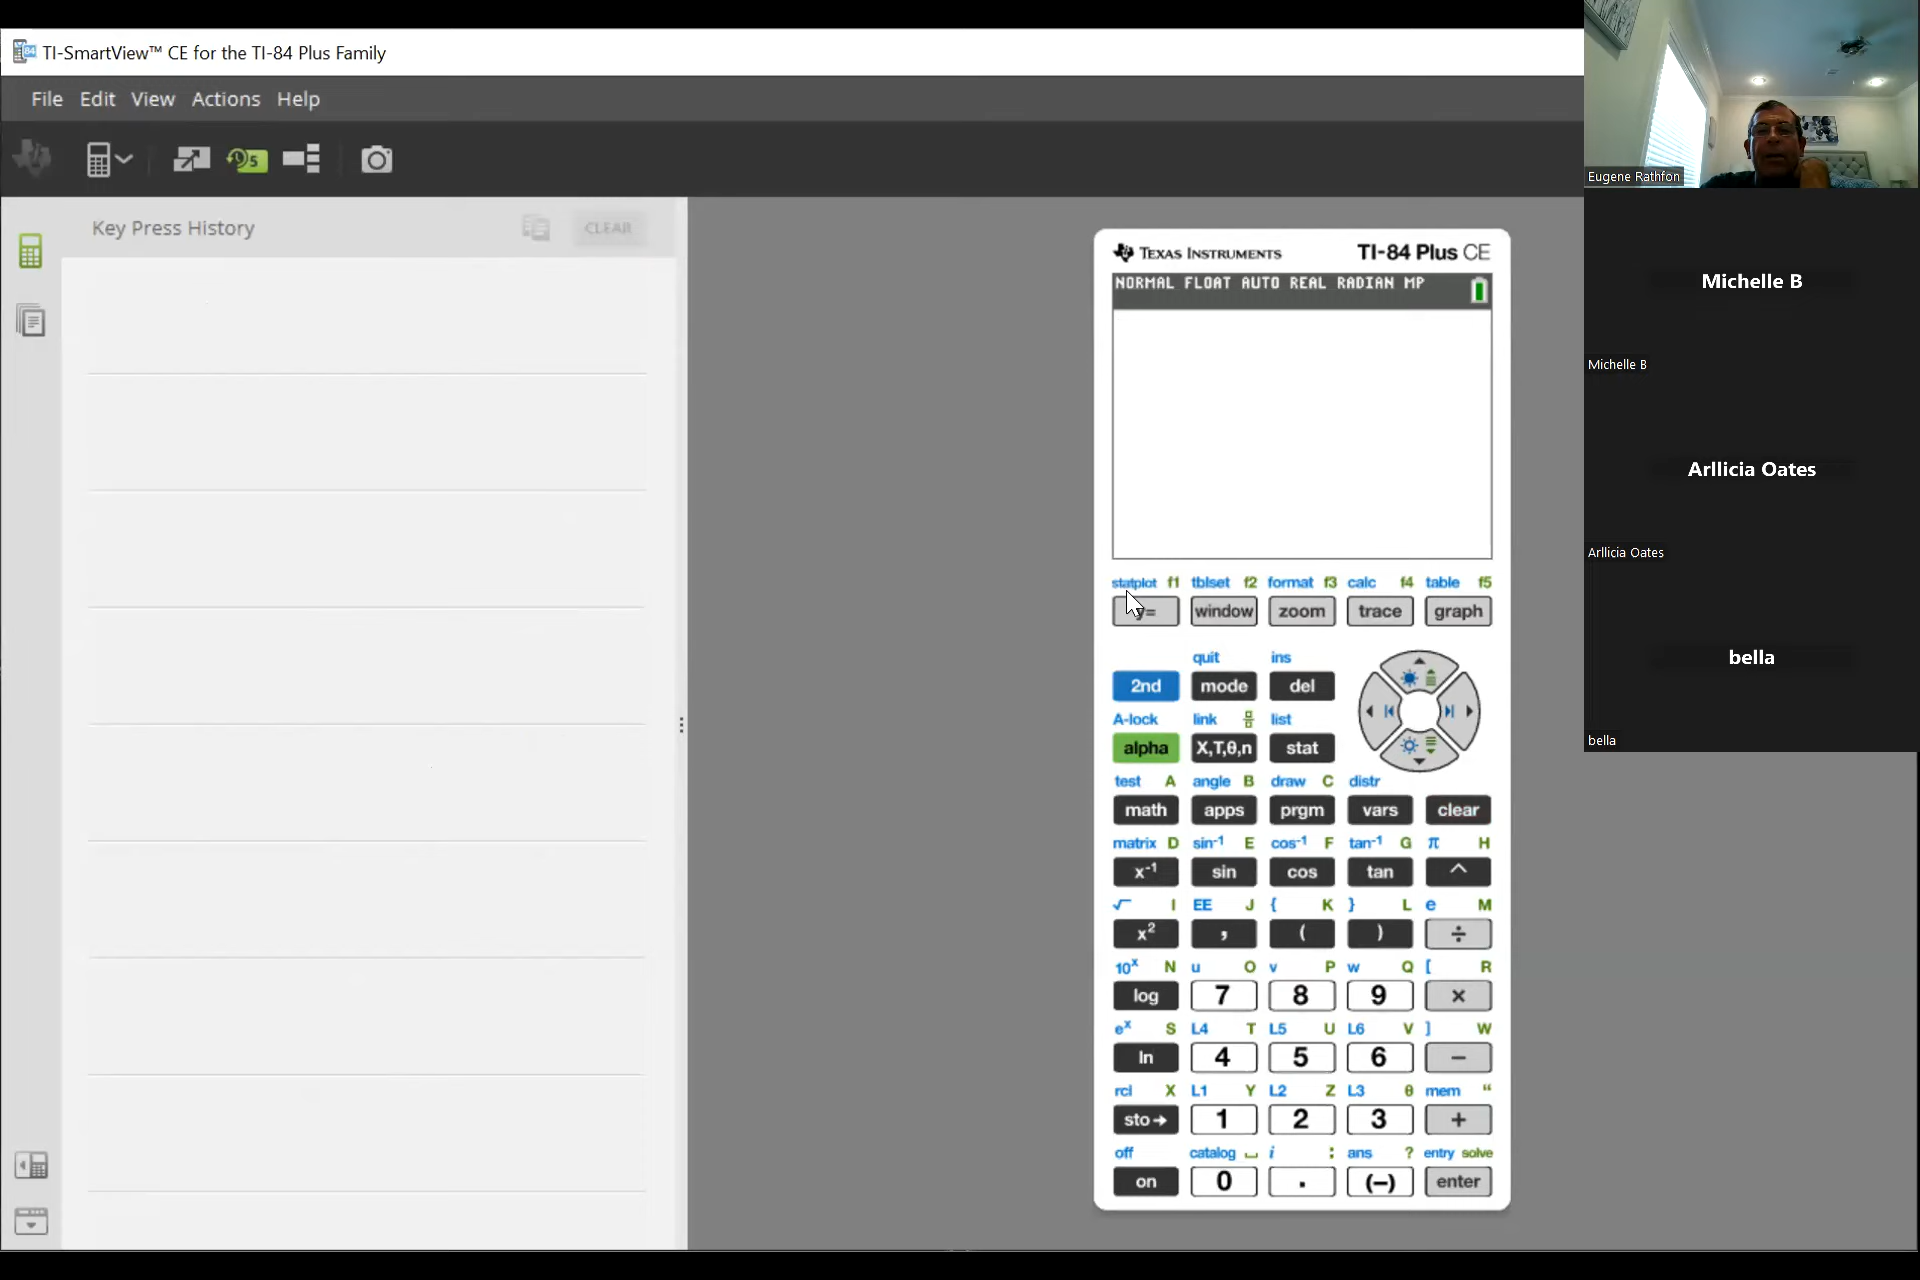 TI-SmartView™ CE for the TI-84 Plus Family
File Edit View Actions Help
5
Key Press History
CLEAR
TEXAS INSTRUMENTS TI-84 Plus CE
NORMAL FLOAT AUTO REAL RADIAN MP
statplot f1 tblset f2 format f3 calc f4 table f5
y= window zoom trace graph
quit ins
2nd mode del
A-lock link list
alpha X,T,θ,n stat
test A angle B draw C distr
math apps prgm vars clear
matrix D sin⁻¹ E cos⁻¹ F tan⁻¹ G π H
x⁻¹ sin cos tan ^
√ I EE J { K } L e M
x² , ( ) ÷
10ˣ N u O v P w Q [ R
log 7 8 9 ×
eˣ S L4 T L5 U L6 V ] W
ln 4 5 6 −
rcl X L1 Y L2 Z L3 θ mem “
sto→ 1 2 3 +
off catalog ⎵ i : ans ? entry solve
on 0 . (−) enter
Eugene Rathfon
Michelle B
Michelle B
Arllicia Oates
Arllicia Oates
bella
bella